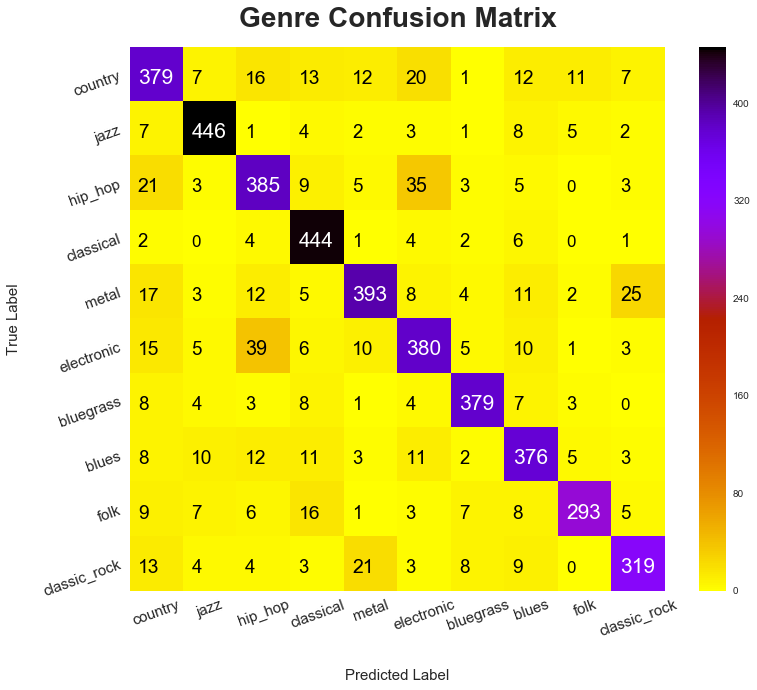 Genre Confusion Matrix
country 379 7 16 13 12 20 1 12 11 7
jazz 7 446 1 4 2 3 1 8 5 2
hip_hop 21 3 385 9 5 35 3 5 0 3
classical 2 0 4 444 1 4 2 6 0 1
metal 17 3 12 5 393 8 4 11 2 25
electronic 15 5 39 6 10 380 5 10 1 3
bluegrass 8 4 3 8 1 4 379 7 3 0
blues 8 10 12 11 3 11 2 376 5 3
folk 9 7 6 16 1 3 7 8 293 5
classic_rock 13 4 4 3 21 3 8 9 0 319
country jazz hip_hop classical metal electronic bluegrass blues folk classic_rock
True Label
Predicted Label
400
320
240
160
80
0